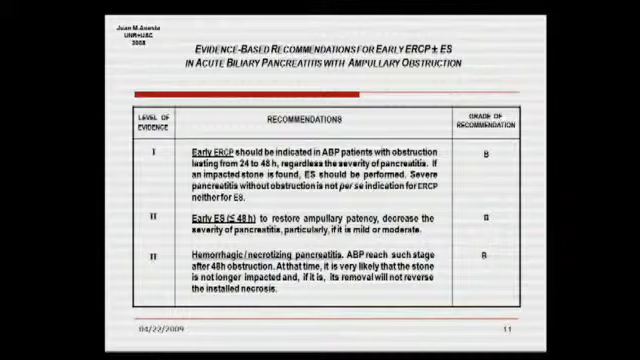 2008
EVIDENCE-BASED RECOMMENDATIONS FOR EARLY ERCP ± ES
IN ACUTE BILIARY PANCREATITIS WITH AMPULLARY OBSTRUCTION
LEVEL OF
EVIDENCE
RECOMMENDATIONS
GRADE OF
RECOMMENDATION
I
Early ERCP should be indicated in ABP patients with obstruction
lasting from 24 to 48 h, regardless the severity of pancreatitis. If
an impacted stone is found, ES should be performed. Severe
pancreatitis without obstruction is not per se indication for ERCP
neither for ES.
B
II
Early ES (≤ 48 h) to restore ampullary patency, decrease the
severity of pancreatitis, particularly, if it is mild or moderate.
B
II
Hemorrhagic/necrotizing pancreatitis. ABP reach such stage
after 48h obstruction. At that time, it is very likely that the stone
is not longer impacted and, if it is, its removal will not reverse
the installed necrosis.
B
04/22/2009
11